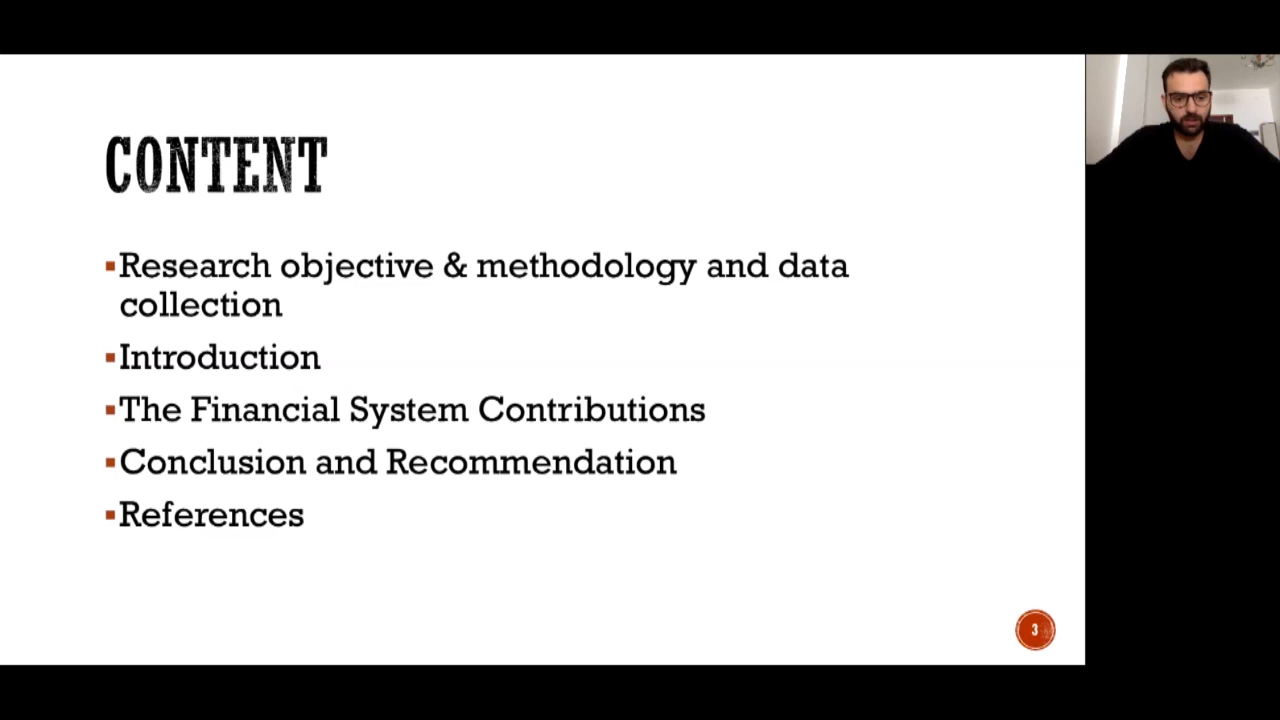 CONTENT
▪Research objective & methodology and data
collection
▪Introduction
▪The Financial System Contributions
▪Conclusion and Recommendation
▪References
3